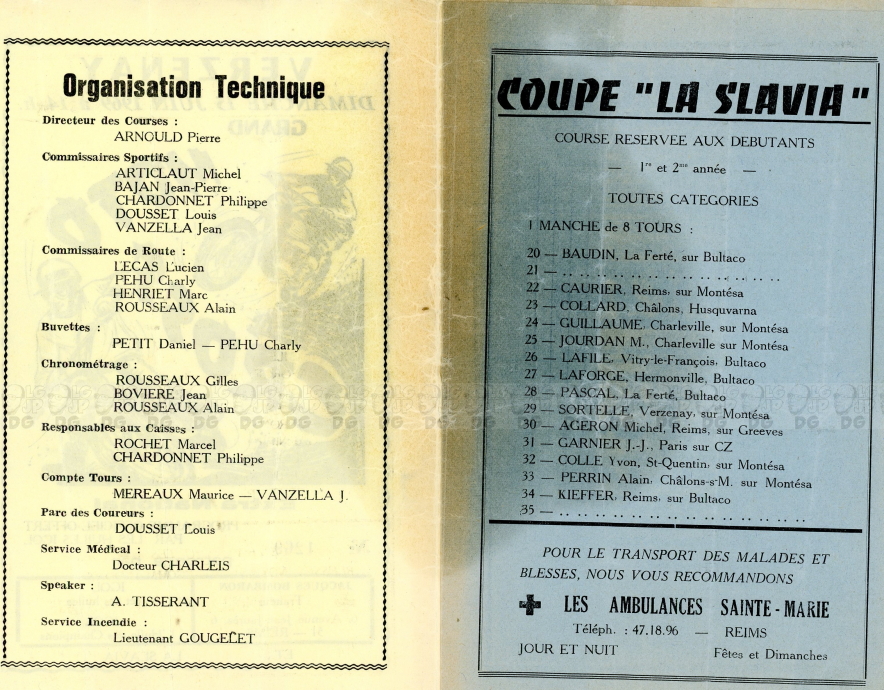 Organisation Technique
Directeur des Courses :
ARNOULD Pierre
Commissaires Sportifs :
ARTICLAUT Michel
BAJAN Jean-Pierre
CHARDONNET Philippe
DOUSSET Louis
VANZELLA Jean
Commissaires de Route :
LECAS Lucien
PEHU Charly
HENRIET Marc
ROUSSEAUX Alain
Buvettes :
PETIT Daniel — PEHU Charly
Chronométrage :
ROUSSEAUX Gilles
BOVIERE Jean
ROUSSEAUX Alain
Responsables aux Caisses :
ROCHET Marcel
CHARDONNET Philippe
Compte Tours :
MEREAUX Maurice — VANZELLA J.
Parc des Coureurs :
DOUSSET Louis
Service Médical :
Docteur CHARLEIS
Speaker :
A. TISSERANT
Service Incendie :
Lieutenant GOUGELET
COUPE "LA SLAVIA"
COURSE RESERVEE AUX DEBUTANTS
— 1re et 2me année —
TOUTES CATEGORIES
1 MANCHE de 8 TOURS :
20 — BAUDIN, La Ferté, sur Bultaco
21 — .. .. .. .. .. .. .. .. .. .. .. ..
22 — CAURIER, Reims, sur Montésa
23 — COLLARD, Châlons, Husquvarna
24 — GUILLAUME, Charleville, sur Montésa
25 — JOURDAN M., Charleville sur Montésa
26 — LAFILE, Vitry-le-François, Bultaco
27 — LAFORGE, Hermonville, Bultaco
28 — PASCAL, La Ferté, Bultaco
29 — SORTELLE, Verzenay, sur Montésa
30 — AGERON Michel, Reims, sur Greeves
31 — GARNIER J.-J., Paris sur CZ
32 — COLLE Yvon, St-Quentin, sur Montésa
33 — PERRIN Alain, Châlons-s-M. sur Montésa
34 — KIEFFER, Reims, sur Bultaco
35 — .. .. .. .. .. .. .. .. .. .. .. .. ..
POUR LE TRANSPORT DES MALADES ET
BLESSES, NOUS VOUS RECOMMANDONS
LES AMBULANCES SAINTE-MARIE
Téléph. : 47.18.96 — REIMS
JOUR ET NUIT Fêtes et Dimanches